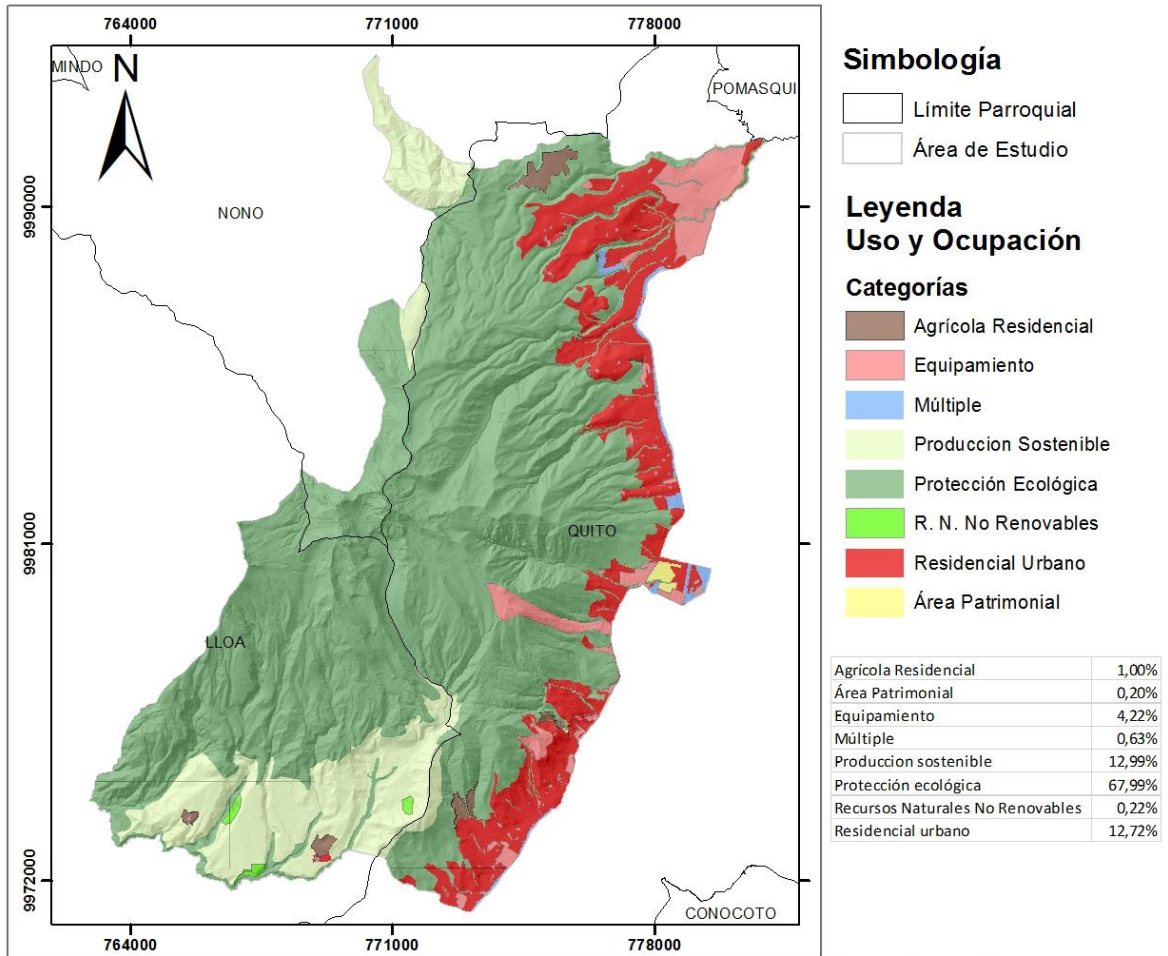 764000 771000 778000
MINDO
N
POMASQUI
NONO
9990000
9981000
9972000
QUITO
LLOA
CONOCOTO
764000 771000 778000
Simbología
Límite Parroquial
Área de Estudio
Leyenda
Uso y Ocupación
Categorías
Agrícola Residencial
Equipamiento
Múltiple
Produccion Sostenible
Protección Ecológica
R. N. No Renovables
Residencial Urbano
Área Patrimonial
Agrícola Residencial 1,00%
Área Patrimonial 0,20%
Equipamiento 4,22%
Múltiple 0,63%
Produccion sostenible 12,99%
Protección ecológica 67,99%
Recursos Naturales No Renovables 0,22%
Residencial urbano 12,72%